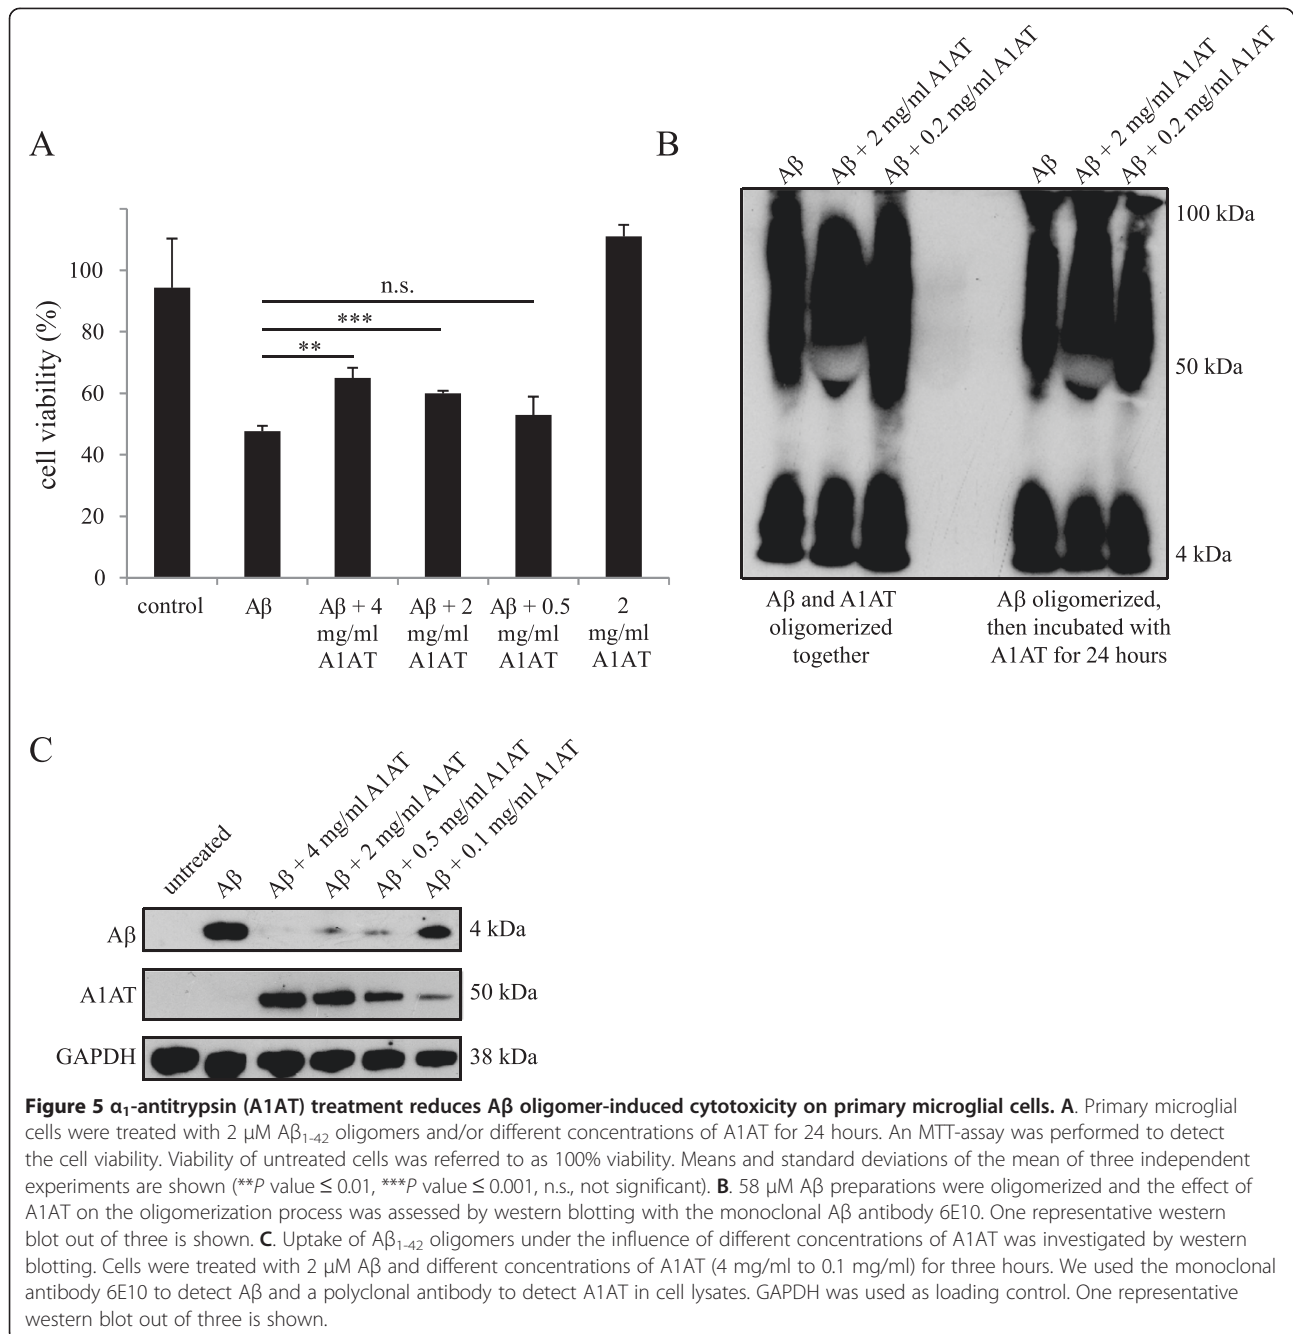 A
cell viability (%)
100
80
60
40
20
0
n.s.
***
**
control
Aβ
Aβ + 4
mg/ml
A1AT
Aβ + 2
mg/ml
A1AT
Aβ + 0.5
mg/ml
A1AT
2
mg/ml
A1AT
B
Aβ
Aβ + 2 mg/ml A1AT
Aβ + 0.2 mg/ml A1AT
Aβ
Aβ + 2 mg/ml A1AT
Aβ + 0.2 mg/ml A1AT
100 kDa
50 kDa
4 kDa
Aβ and A1AT
oligomerized
together
Aβ oligomerized,
then incubated with
A1AT for 24 hours
C
untreated
Aβ
Aβ + 4 mg/ml A1AT
Aβ + 2 mg/ml A1AT
Aβ + 0.5 mg/ml A1AT
Aβ + 0.1 mg/ml A1AT
Aβ
4 kDa
A1AT
50 kDa
GAPDH
38 kDa
Figure 5 α₁-antitrypsin (A1AT) treatment reduces Aβ oligomer-induced cytotoxicity on primary microglial cells. A. Primary microglial
cells were treated with 2 μM Aβ₁₋₄₂ oligomers and/or different concentrations of A1AT for 24 hours. An MTT-assay was performed to detect
the cell viability. Viability of untreated cells was referred to as 100% viability. Means and standard deviations of the mean of three independent
experiments are shown (**P value ≤ 0.01, ***P value ≤ 0.001, n.s., not significant). B. 58 μM Aβ preparations were oligomerized and the effect of
A1AT on the oligomerization process was assessed by western blotting with the monoclonal Aβ antibody 6E10. One representative western
blot out of three is shown. C. Uptake of Aβ₁₋₄₂ oligomers under the influence of different concentrations of A1AT was investigated by western
blotting. Cells were treated with 2 μM Aβ and different concentrations of A1AT (4 mg/ml to 0.1 mg/ml) for three hours. We used the monoclonal
antibody 6E10 to detect Aβ and a polyclonal antibody to detect A1AT in cell lysates. GAPDH was used as loading control. One representative
western blot out of three is shown.